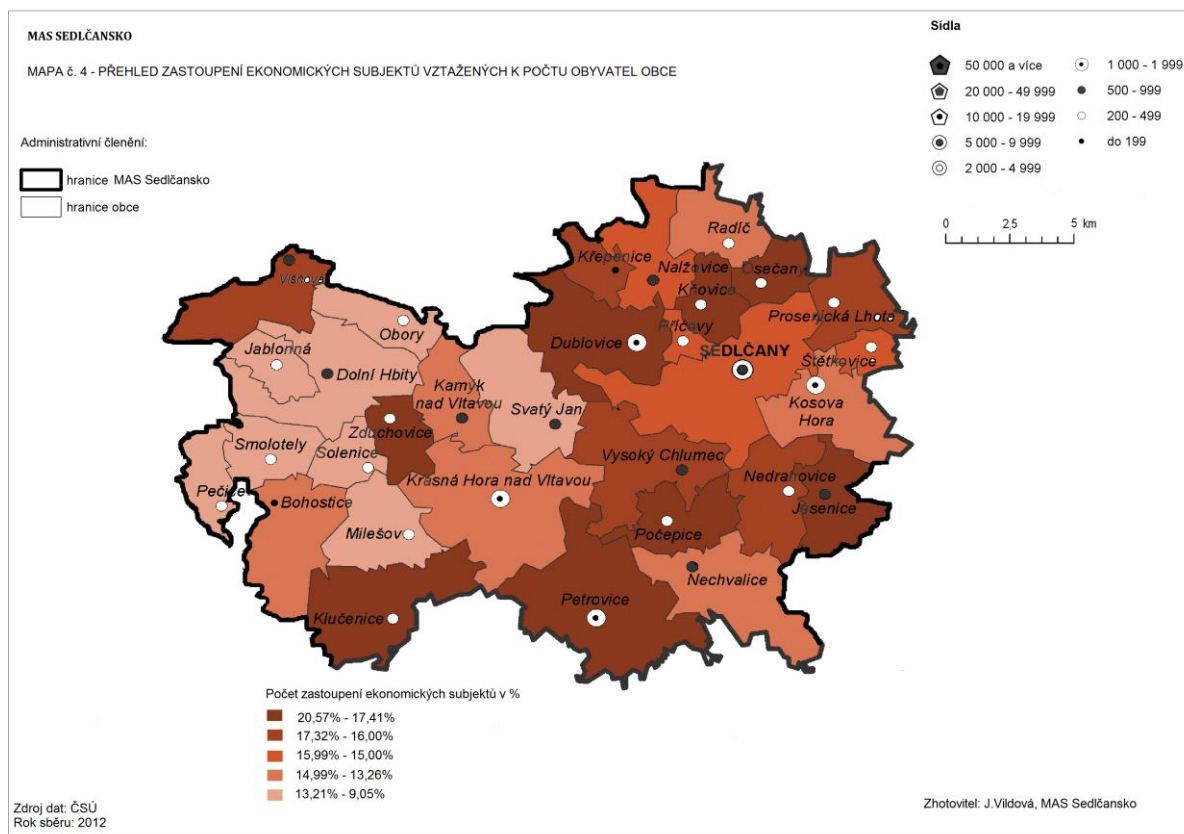 MAS SEDLČANSKO
MAPA č. 4 - PŘEHLED ZASTOUPENÍ EKONOMICKÝCH SUBJEKTŮ VZTAŽENÝCH K POČTU OBYVATEL OBCE
Administrativní členění:
hranice MAS Sedlčansko
hranice obce
Sídla
50 000 a více
20 000 - 49 999
10 000 - 19 999
5 000 - 9 999
2 000 - 4 999
1 000 - 1 999
500 - 999
200 - 499
do 199
0 2,5 5 km
Radíč
Křepenice
Nalžovice
Osečany
Višňová
Kňovice
Prosenická Lhota
Obory
Příčovy
Dublovice
SEDLČANY
Štětkovice
Jablonná
Dolní Hbity
Kamýk
nad Vltavou
Svatý Jan
Kosova
Hora
Zduchovice
Smolotely
Solenice
Vysoký Chlumec
Nedrahovice
Krásná Hora nad Vltavou
Pečice
Bohostice
Jesenice
Milešov
Počepice
Nechvalice
Petrovice
Klučenice
Počet zastoupení ekonomických subjektů v %
20,57% - 17,41%
17,32% - 16,00%
15,99% - 15,00%
14,99% - 13,26%
13,21% - 9,05%
Zdroj dat: ČSÚ
Rok sběru: 2012
Zhotovitel: J.Vildová, MAS Sedlčansko